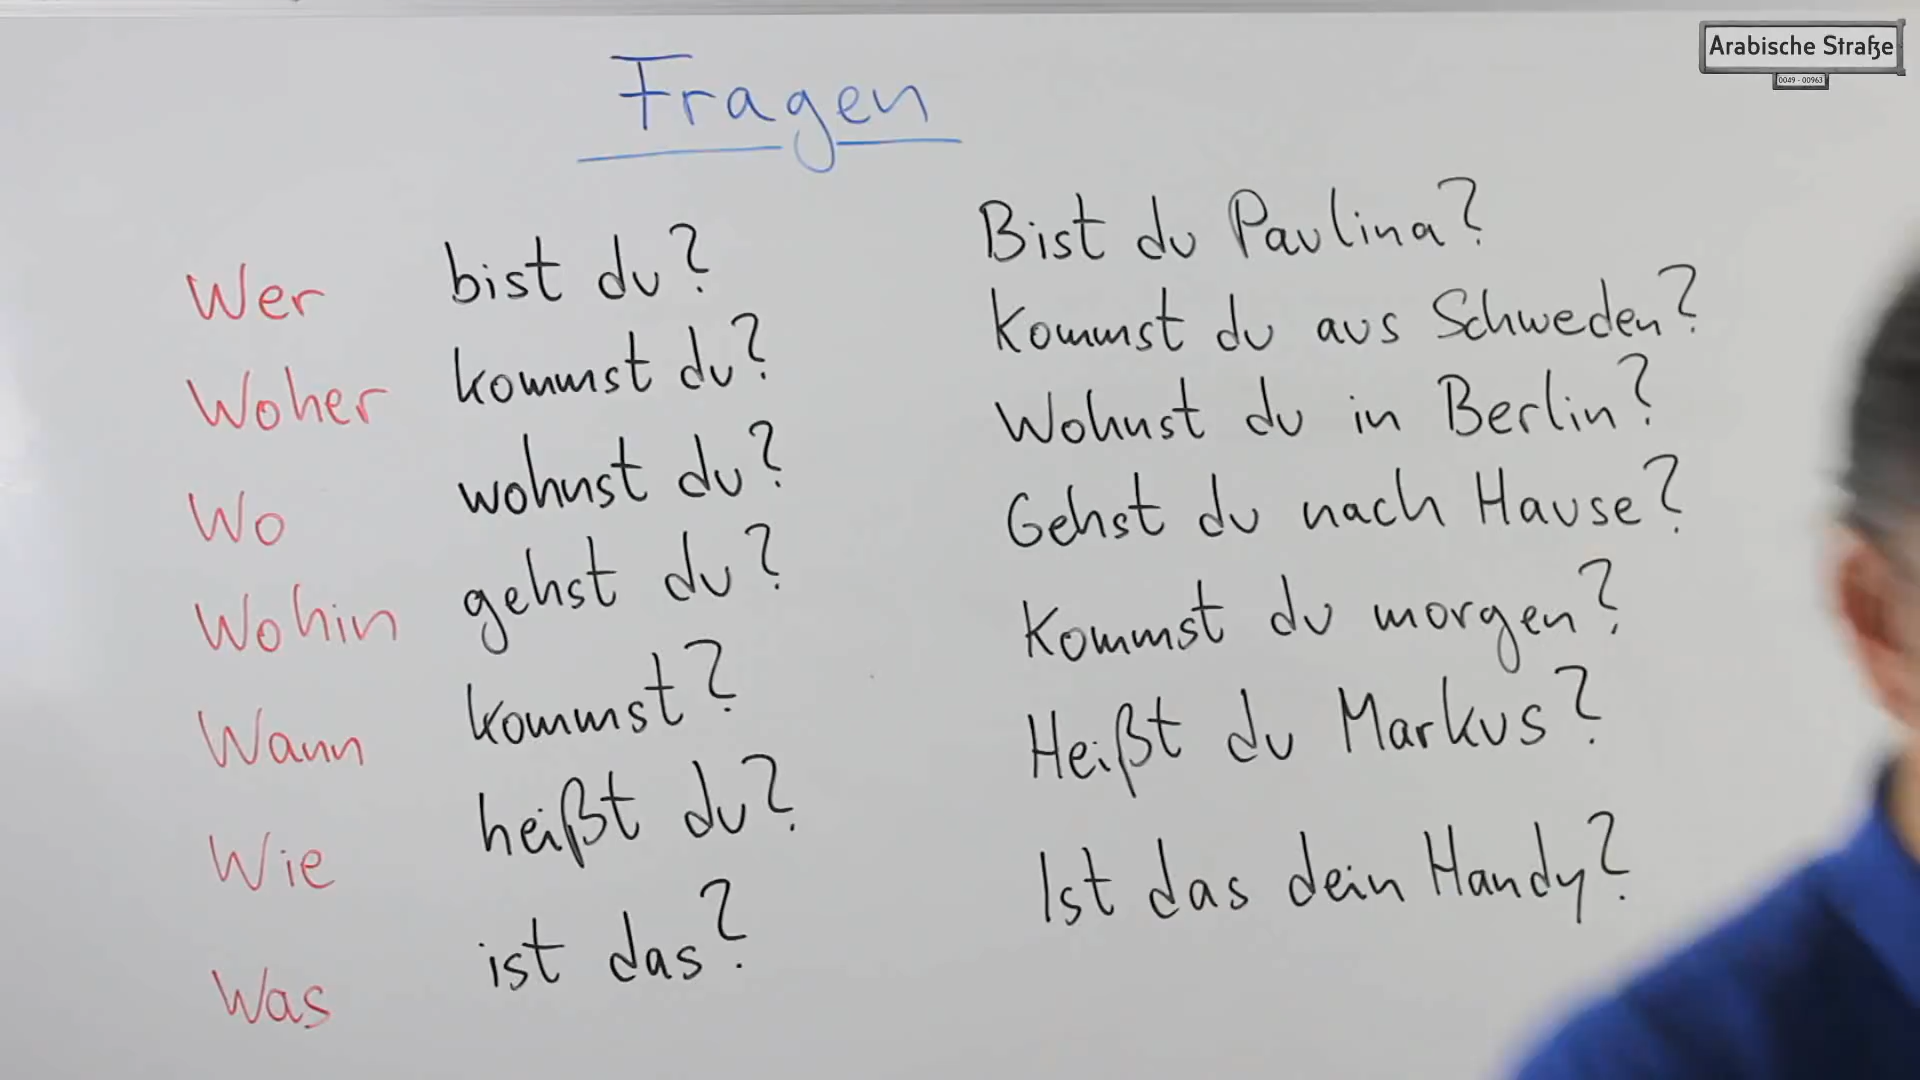 Arabische Straße
0049 - 00963
Fragen
Wer bist du?
Woher kommst du?
Wo wohnst du?
Wohin gehst du?
Wann kommst?
Wie heißt du?
Was ist das?
Bist du Paulina?
Kommst du aus Schweden?
Wohnst du in Berlin?
Gehst du nach Hause?
Kommst du morgen?
Heißt du Markus?
Ist das dein Handy?